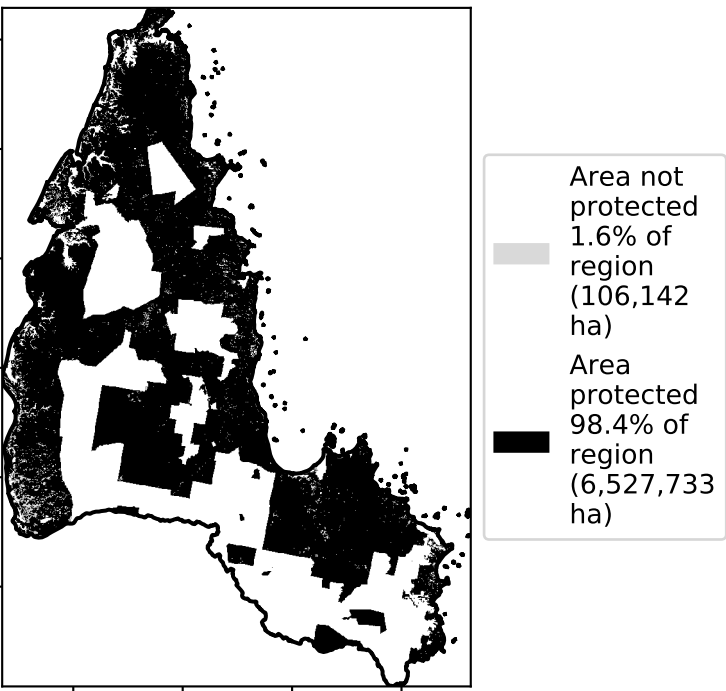 Area not
protected
1.6% of
region
(106,142
ha)
Area
protected
98.4% of
region
(6,527,733
ha)